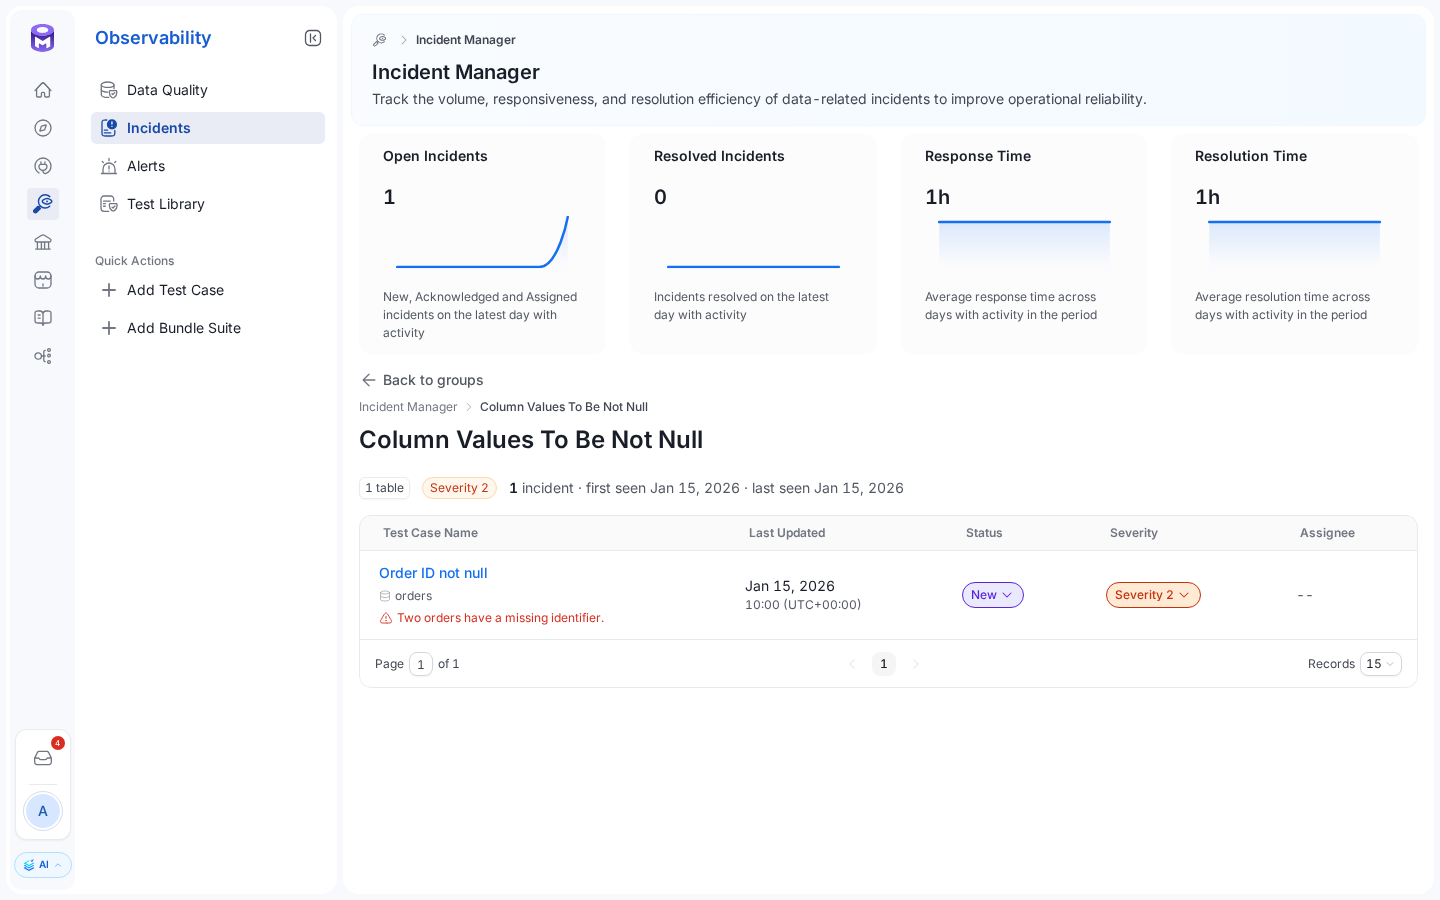 Observability
Data Quality
Incidents
Alerts
Test Library
Quick Actions
Add Test Case
Add Bundle Suite
4
A
AI
Incident Manager
Incident Manager
Track the volume, responsiveness, and resolution efficiency of data-related incidents to improve operational reliability.
Open Incidents
1
New, Acknowledged and Assigned
incidents on the latest day with
activity
Resolved Incidents
0
Incidents resolved on the latest
day with activity
Response Time
1h
Average response time across
days with activity in the period
Resolution Time
1h
Average resolution time across
days with activity in the period
Back to groups
Incident Manager Column Values To Be Not Null
Column Values To Be Not Null
1 table Severity 2 1 incident · first seen Jan 15, 2026 · last seen Jan 15, 2026
Test Case Name Last Updated Status Severity Assignee
Order ID not null
orders
Two orders have a missing identifier.
Jan 15, 2026
10:00 (UTC+00:00)
New
Severity 2
--
Page 1 of 1
1
Records 15